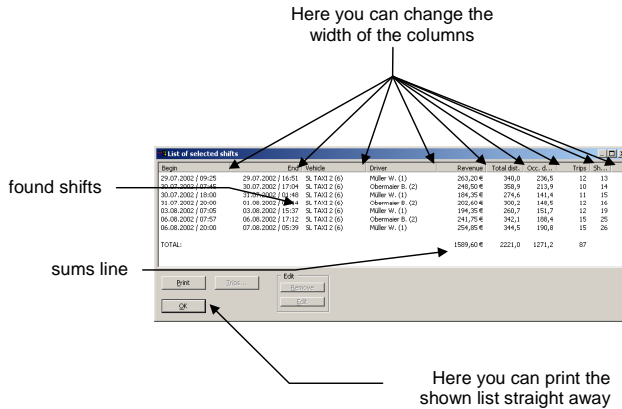 Here you can change the
width of the columns
List of selected shifts
Begin End Vehicle Driver Revenue Total dist. Occ. d... Trips Sh...
29.07.2002 / 09:25 29.07.2002 / 16:51 SL TAXI 2 (6) Müller W. (1) 263,20 € 340,0 236,5 12 13
30.07.2002 / 07:45 30.07.2002 / 17:04 SL TAXI 2 (6) Obermaier B. (2) 248,50 € 358,9 213,9 10 14
30.07.2002 / 18:00 31.07.2002 / 01:48 SL TAXI 2 (6) Müller W. (1) 184,35 € 274,6 141,4 11 15
31.07.2002 / 20:00 01.08.2002 / SL TAXI 2 (6) Obermaier B. (2) 202,60 € 300,2 148,5 12 16
03.08.2002 / 07:05 03.08.2002 / 15:37 SL TAXI 2 (6) Müller W. (1) 194,35 € 260,7 151,7 12 19
06.08.2002 / 07:57 06.08.2002 / 17:12 SL TAXI 2 (6) Obermaier B. (2) 241,75 € 342,1 188,4 15 25
06.08.2002 / 20:00 07.08.2002 / 05:39 SL TAXI 2 (6) Müller W. (1) 254,85 € 344,5 190,8 15 26
TOTAL: 1589,60 € 2221,0 1271,2 87
found shifts
sums line
Print Trips... Edit
Remove
OK Edit
Here you can print the
shown list straight away